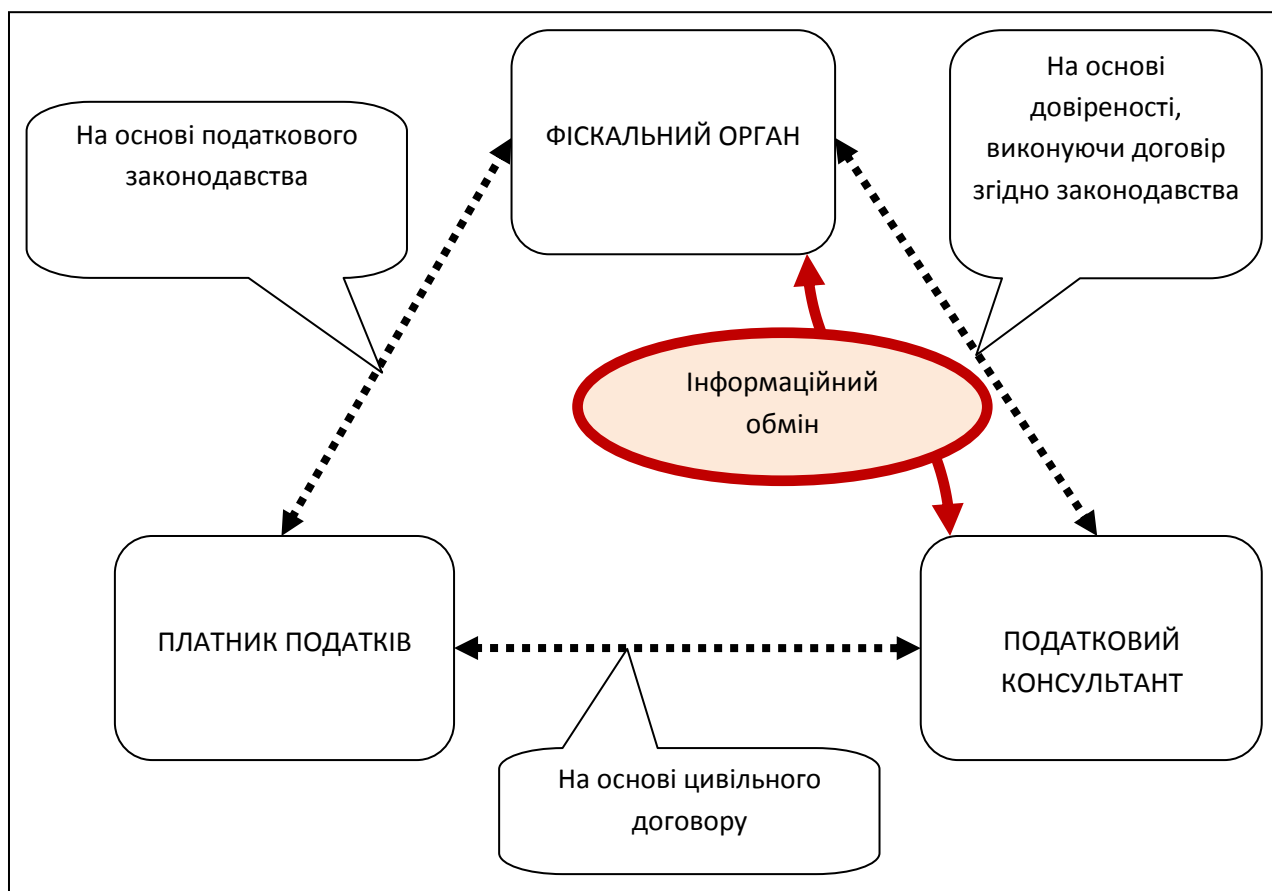 На основі податкового
законодавства
ФІСКАЛЬНИЙ ОРГАН
На основі
довіреності,
виконуючи договір
згідно законодавства
Інформаційний
обмін
ПЛАТНИК ПОДАТКІВ
ПОДАТКОВИЙ
КОНСУЛЬТАНТ
На основі цивільного
договору